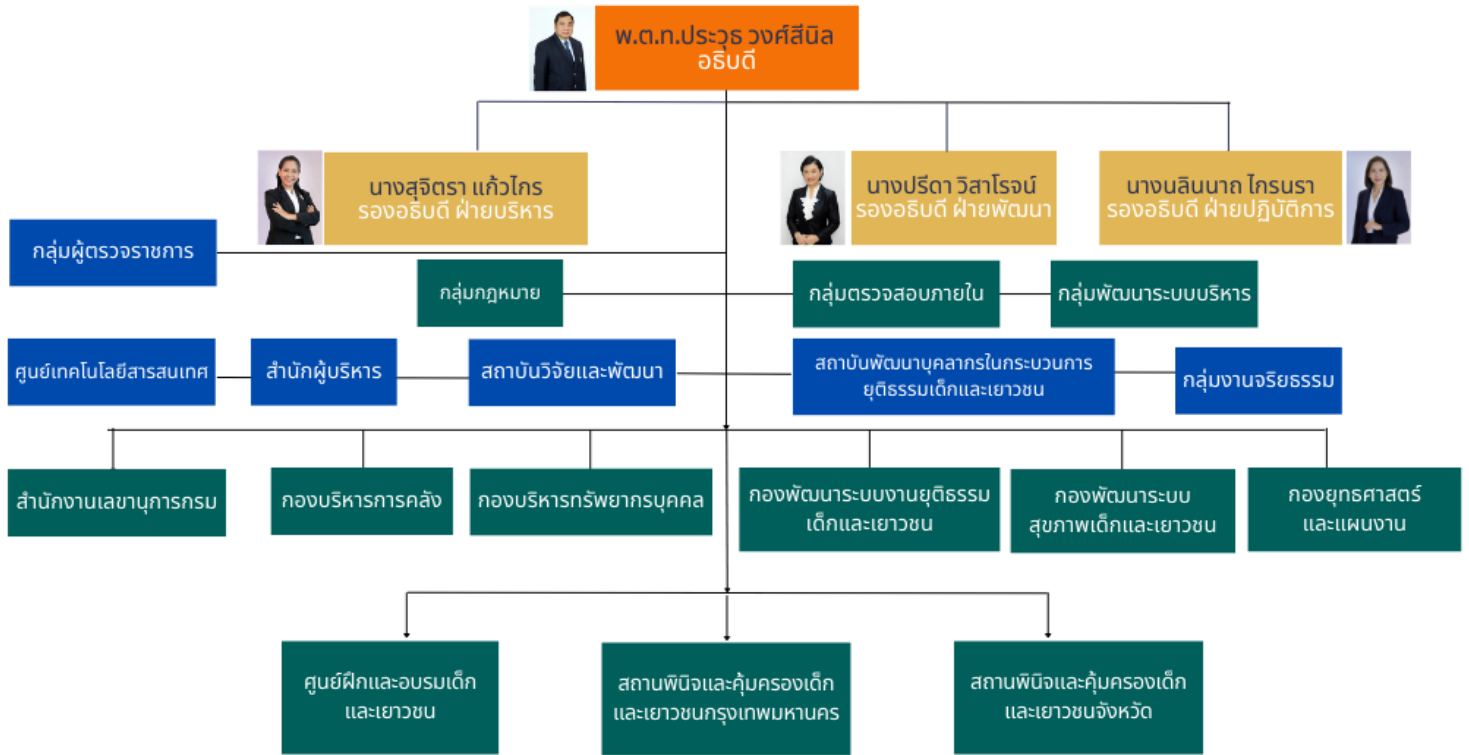 พ.ต.ท.ประวุธ วงศ์สีนิล
อธิบดี
นางสุจิตรา แก้วไกร
รองอธิบดี ฝ่ายบริหาร
นางปรีดา วิสาโรจน์
รองอธิบดี ฝ่ายพัฒนา
นางนลินนาถ ไกรนรา
รองอธิบดี ฝ่ายปฏิบัติการ
กลุ่มผู้ตรวจราชการ
กลุ่มกฎหมาย
กลุ่มตรวจสอบภายใน
กลุ่มพัฒนาระบบบริหาร
ศูนย์เทคโนโลยีสารสนเทศ
สำนักผู้บริหาร
สถาบันวิจัยและพัฒนา
สถาบันพัฒนาบุคลากรในกระบวนการ
ยุติธรรมเด็กและเยาวชน
กลุ่มงานจริยธรรม
สำนักงานเลขานุการกรม
กองบริหารการคลัง
กองบริหารทรัพยากรบุคคล
กองพัฒนาระบบงานยุติธรรม
เด็กและเยาวชน
กองพัฒนาระบบ
สุขภาพเด็กและเยาวชน
กองยุทธศาสตร์
และแผนงาน
ศูนย์ฝึกและอบรมเด็ก
และเยาวชน
สถานพินิจและคุ้มครองเด็ก
และเยาวชนกรุงเทพมหานคร
สถานพินิจและคุ้มครองเด็ก
และเยาวชนจังหวัด